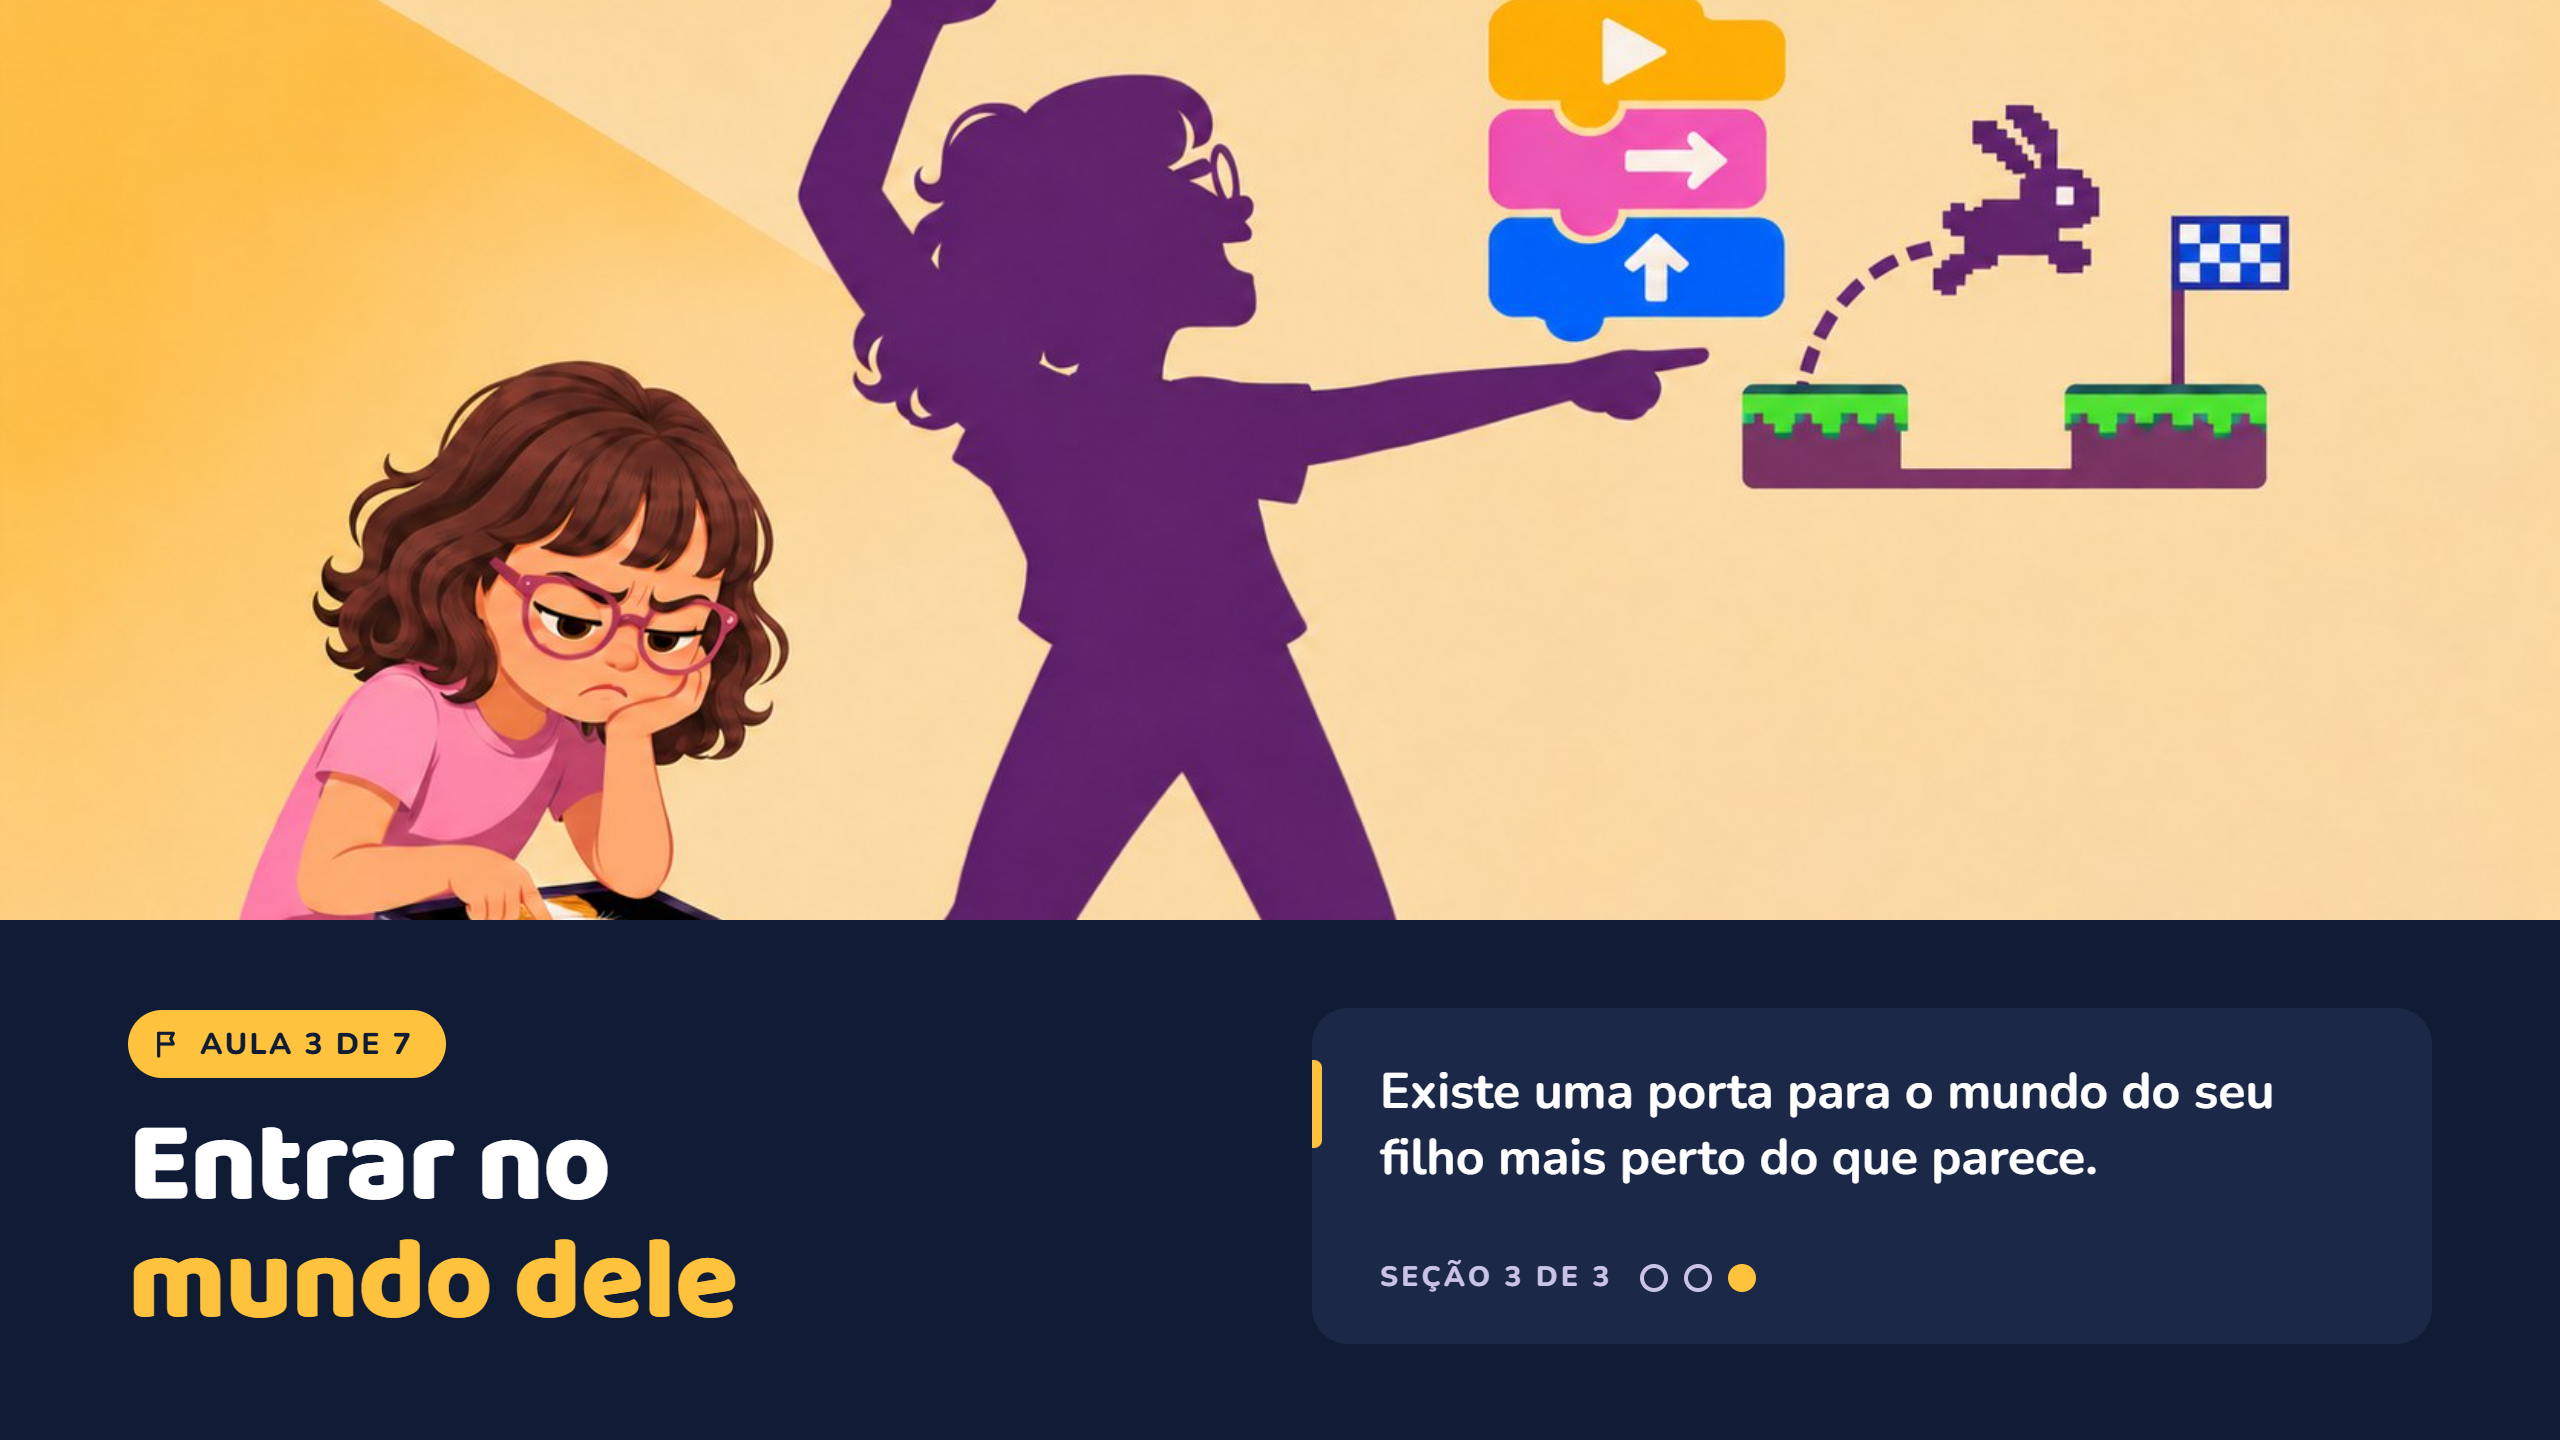 AULA 3 DE 7
Entrar no
mundo dele
Existe uma porta para o mundo do seu
filho mais perto do que parece.
SEÇÃO 3 DE 3